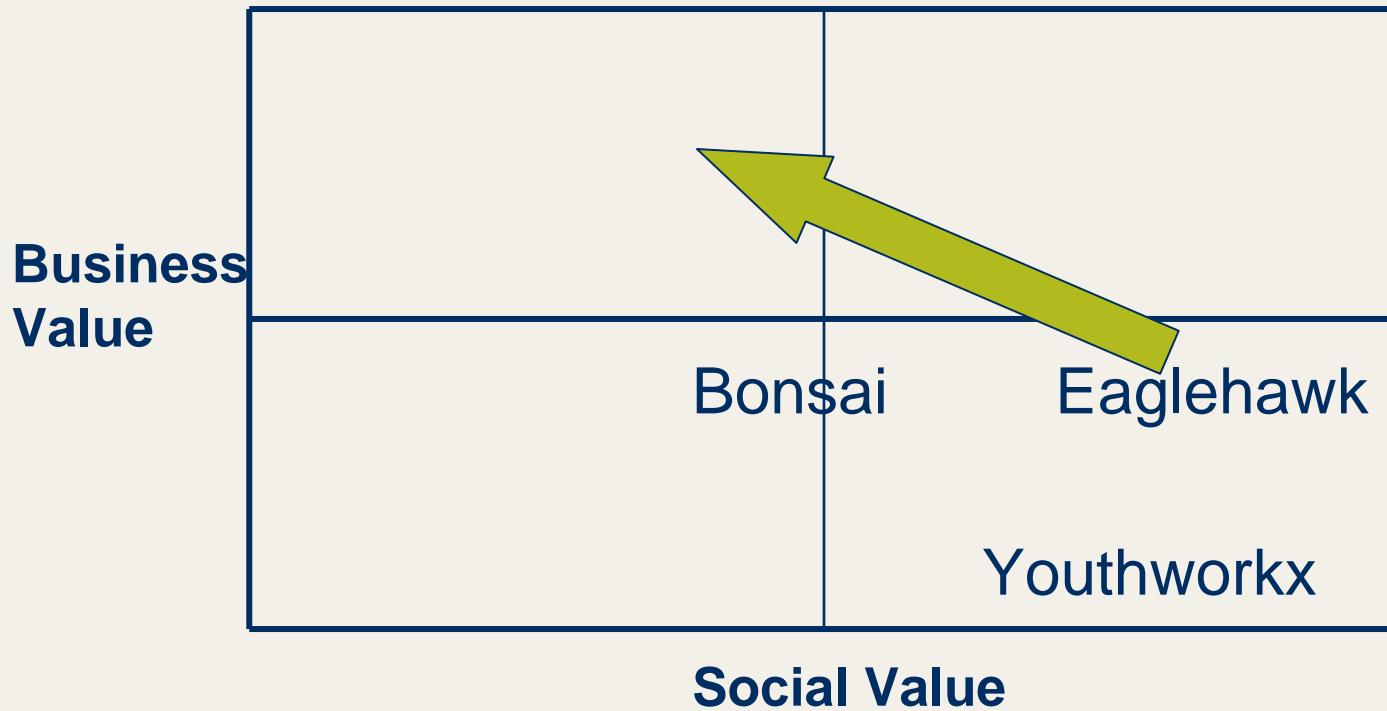 Business
Value
Bonsai
Eaglehawk
Youthworkx
Social Value